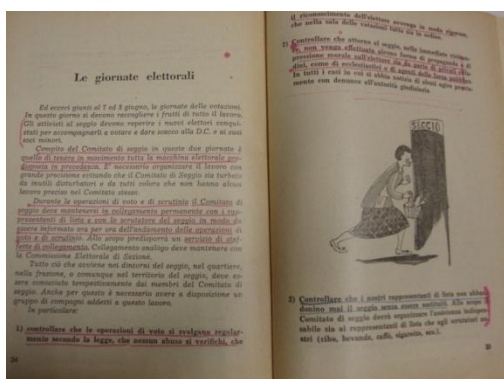 Le giornate elettorali
Ed eccoci giunti al 7 ed 8 giugno, le giornate delle votazioni.
In queste giorno si devono raccogliere i frutti di tutto il lavoro.
Gli attivisti al seggio devono reperire i nuovi elettori conqui-
stati per accompagnarli a votare e dare scacco alla D.C. e ai suoi
soci minori.
Compito del Comitato di seggio in queste due giornate è
quello di tenere in movimento tutta la macchina elettorale pre-
disposta in precedenza. E' necessario organizzare il lavoro con
grande precisione evitando che il Comitato di Seggio sia turbato
da inutili disturbatori e da tutti coloro che non hanno alcun
lavoro preciso nel Comitato stesso.
Durante le operazioni di voto e di scrutinio il Comitato di
seggio deve mantenersi in collegamento permanente con i rap-
presentanti di lista e con lo scrutatore del seggio in modo da
essere informato ora per ora dell'andamento delle operazioni di
voto e di scrutinio. Allo scopo predisporrà un servizio di staf-
fette di collegamento. Collegamento analogo deve mantenere con
la Commissione Elettorale di Sezione.
Tutto ciò che avviene nei dintorni del seggio, nel quartiere,
nella frazione, o comunque nel territorio del seggio, deve es-
sere conosciuto tempestivamente dai membri del Comitato di
seggio. Anche per questo è necessario avere a disposizione un
gruppo di compagni addetti a questo lavoro.
In particolare:
1) controllare che le operazioni di voto si svolgano regolar-
mente secondo la legge, che nessun abuso si verifichi, che
24
il riconoscimento dell'elettore avvenga in modo rigoroso,
che nella sala delle votazioni tutto sia in ordine.
2) Controllare che attorno al seggio, nelle immediate vicinan-
ze, non venga effettuata alcuna forma di propaganda e di
pressione morale sull'elettore sia da parte di privati citta-
dini, come di ecclesiastici e di agenti della forza pubblica.
In tutti i casi in cui si abbia notizia di abusi agire pronta-
mente con denunce all'autorità giudiziaria.
SEGGIO
3) Controllare che i nostri rappresentanti di lista non abban-
donino mai il seggio senza essere sostituiti. Allo scopo il
Comitato di seggio dovrà organizzare l'assistenza indispen-
sabile sia ai rappresentanti di lista che agli scrutatori no-
stri (cibo, bevande, caffè, sigarette, ecc.).
25